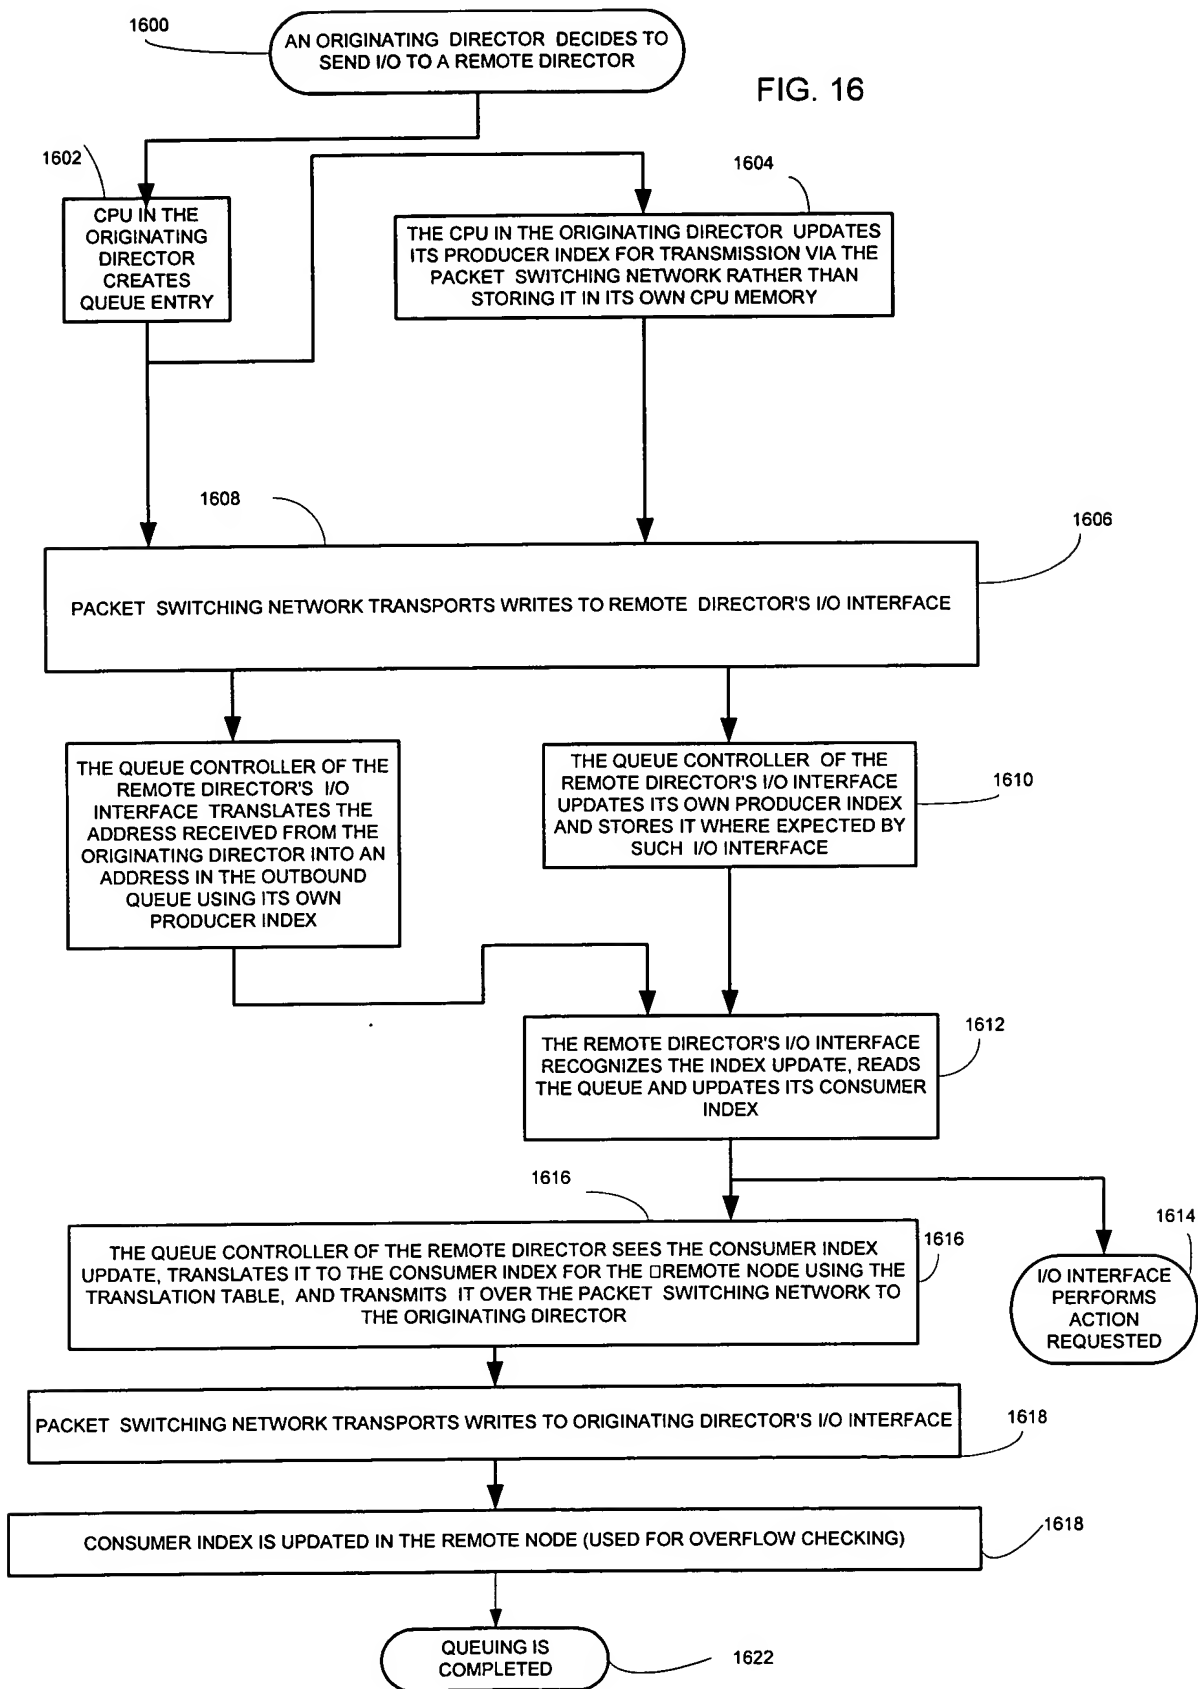 1600
AN ORIGINATING DIRECTOR DECIDES TO
SEND I/O TO A REMOTE DIRECTOR
FIG. 16
1602
CPU IN THE
ORIGINATING
DIRECTOR
CREATES
QUEUE ENTRY
1604
THE CPU IN THE ORIGINATING DIRECTOR UPDATES
ITS PRODUCER INDEX FOR TRANSMISSION VIA THE
PACKET SWITCHING NETWORK RATHER THAN
STORING IT IN ITS OWN CPU MEMORY
1608
1606
PACKET SWITCHING NETWORK TRANSPORTS WRITES TO REMOTE DIRECTOR'S I/O INTERFACE
THE QUEUE CONTROLLER OF THE
REMOTE DIRECTOR'S I/O
INTERFACE TRANSLATES THE
ADDRESS RECEIVED FROM THE
ORIGINATING DIRECTOR INTO AN
ADDRESS IN THE OUTBOUND
QUEUE USING ITS OWN
PRODUCER INDEX
THE QUEUE CONTROLLER OF THE
REMOTE DIRECTOR'S I/O INTERFACE
UPDATES ITS OWN PRODUCER INDEX
AND STORES IT WHERE EXPECTED BY
SUCH I/O INTERFACE
1610
THE REMOTE DIRECTOR'S I/O INTERFACE
RECOGNIZES THE INDEX UPDATE, READS
THE QUEUE AND UPDATES ITS CONSUMER
INDEX
1612
1616
THE QUEUE CONTROLLER OF THE REMOTE DIRECTOR SEES THE CONSUMER INDEX
UPDATE, TRANSLATES IT TO THE CONSUMER INDEX FOR THE □REMOTE NODE USING THE
TRANSLATION TABLE, AND TRANSMITS IT OVER THE PACKET SWITCHING NETWORK TO
THE ORIGINATING DIRECTOR
1616
1614
I/O INTERFACE
PERFORMS
ACTION
REQUESTED
PACKET SWITCHING NETWORK TRANSPORTS WRITES TO ORIGINATING DIRECTOR'S I/O INTERFACE
1618
CONSUMER INDEX IS UPDATED IN THE REMOTE NODE (USED FOR OVERFLOW CHECKING)
1618
QUEUING IS
COMPLETED
1622